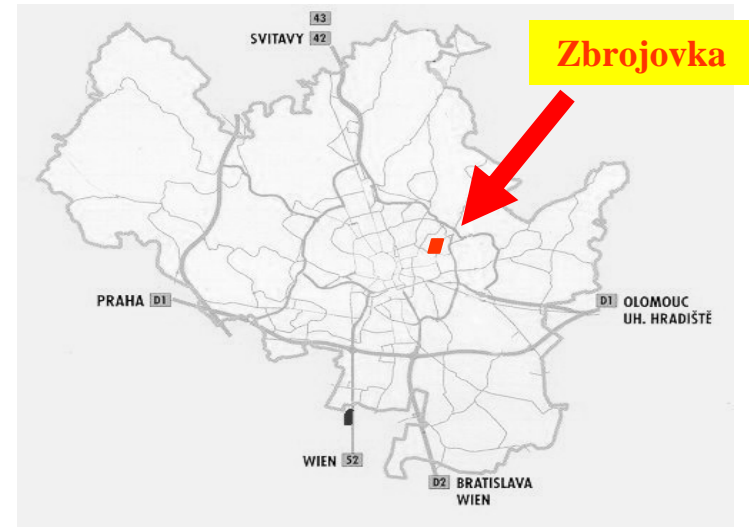 43
SVITAVY 42
Zbrojovka
PRAHA D1
D1 OLOMOUC
UH. HRADIŠTĚ
WIEN 52
D2 BRATISLAVA
WIEN